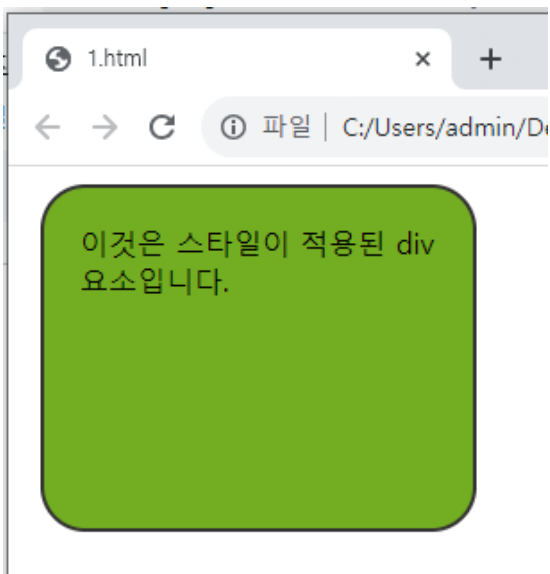 1.html
파일 | C:/Users/admin/De
이것은 스타일이 적용된 div
요소입니다.